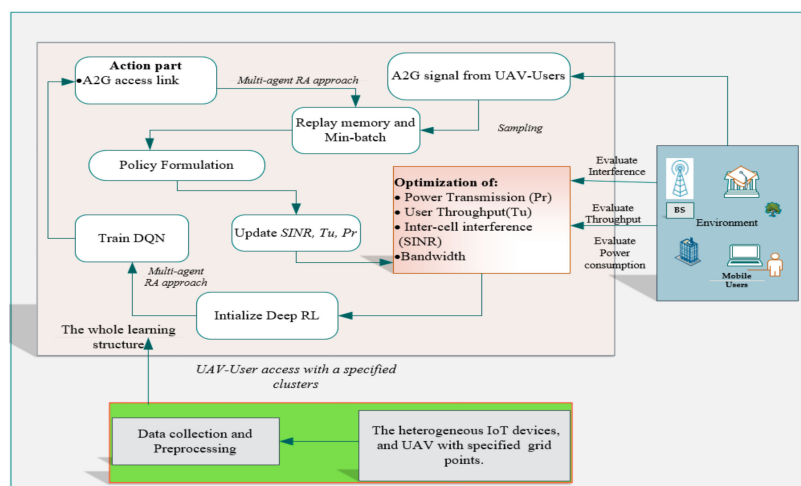 Action part
•A2G access link
Multi-agent RA approach
A2G signal from UAV-Users
Replay memory and
Min-batch
Sampling
Policy Formulation
Evaluate
Interference
Optimization of:
• Power Transmission (Pr)
• User Throughput(Tu)
• Inter-cell interference
(SINR)
•Bandwidth
Evaluate
Throughput
Evaluate
Power
consumption
BS
Environment
Mobile
Users
Update SINR, Tu, Pr
Train DQN
Multi-agent
RA approach
Intialize Deep RL
The whole learning
structure
UAV-User access with a specified
clusters
Data collection and
Preprocessing
The heterogeneous IoT devices,
and UAV with specified grid
points.